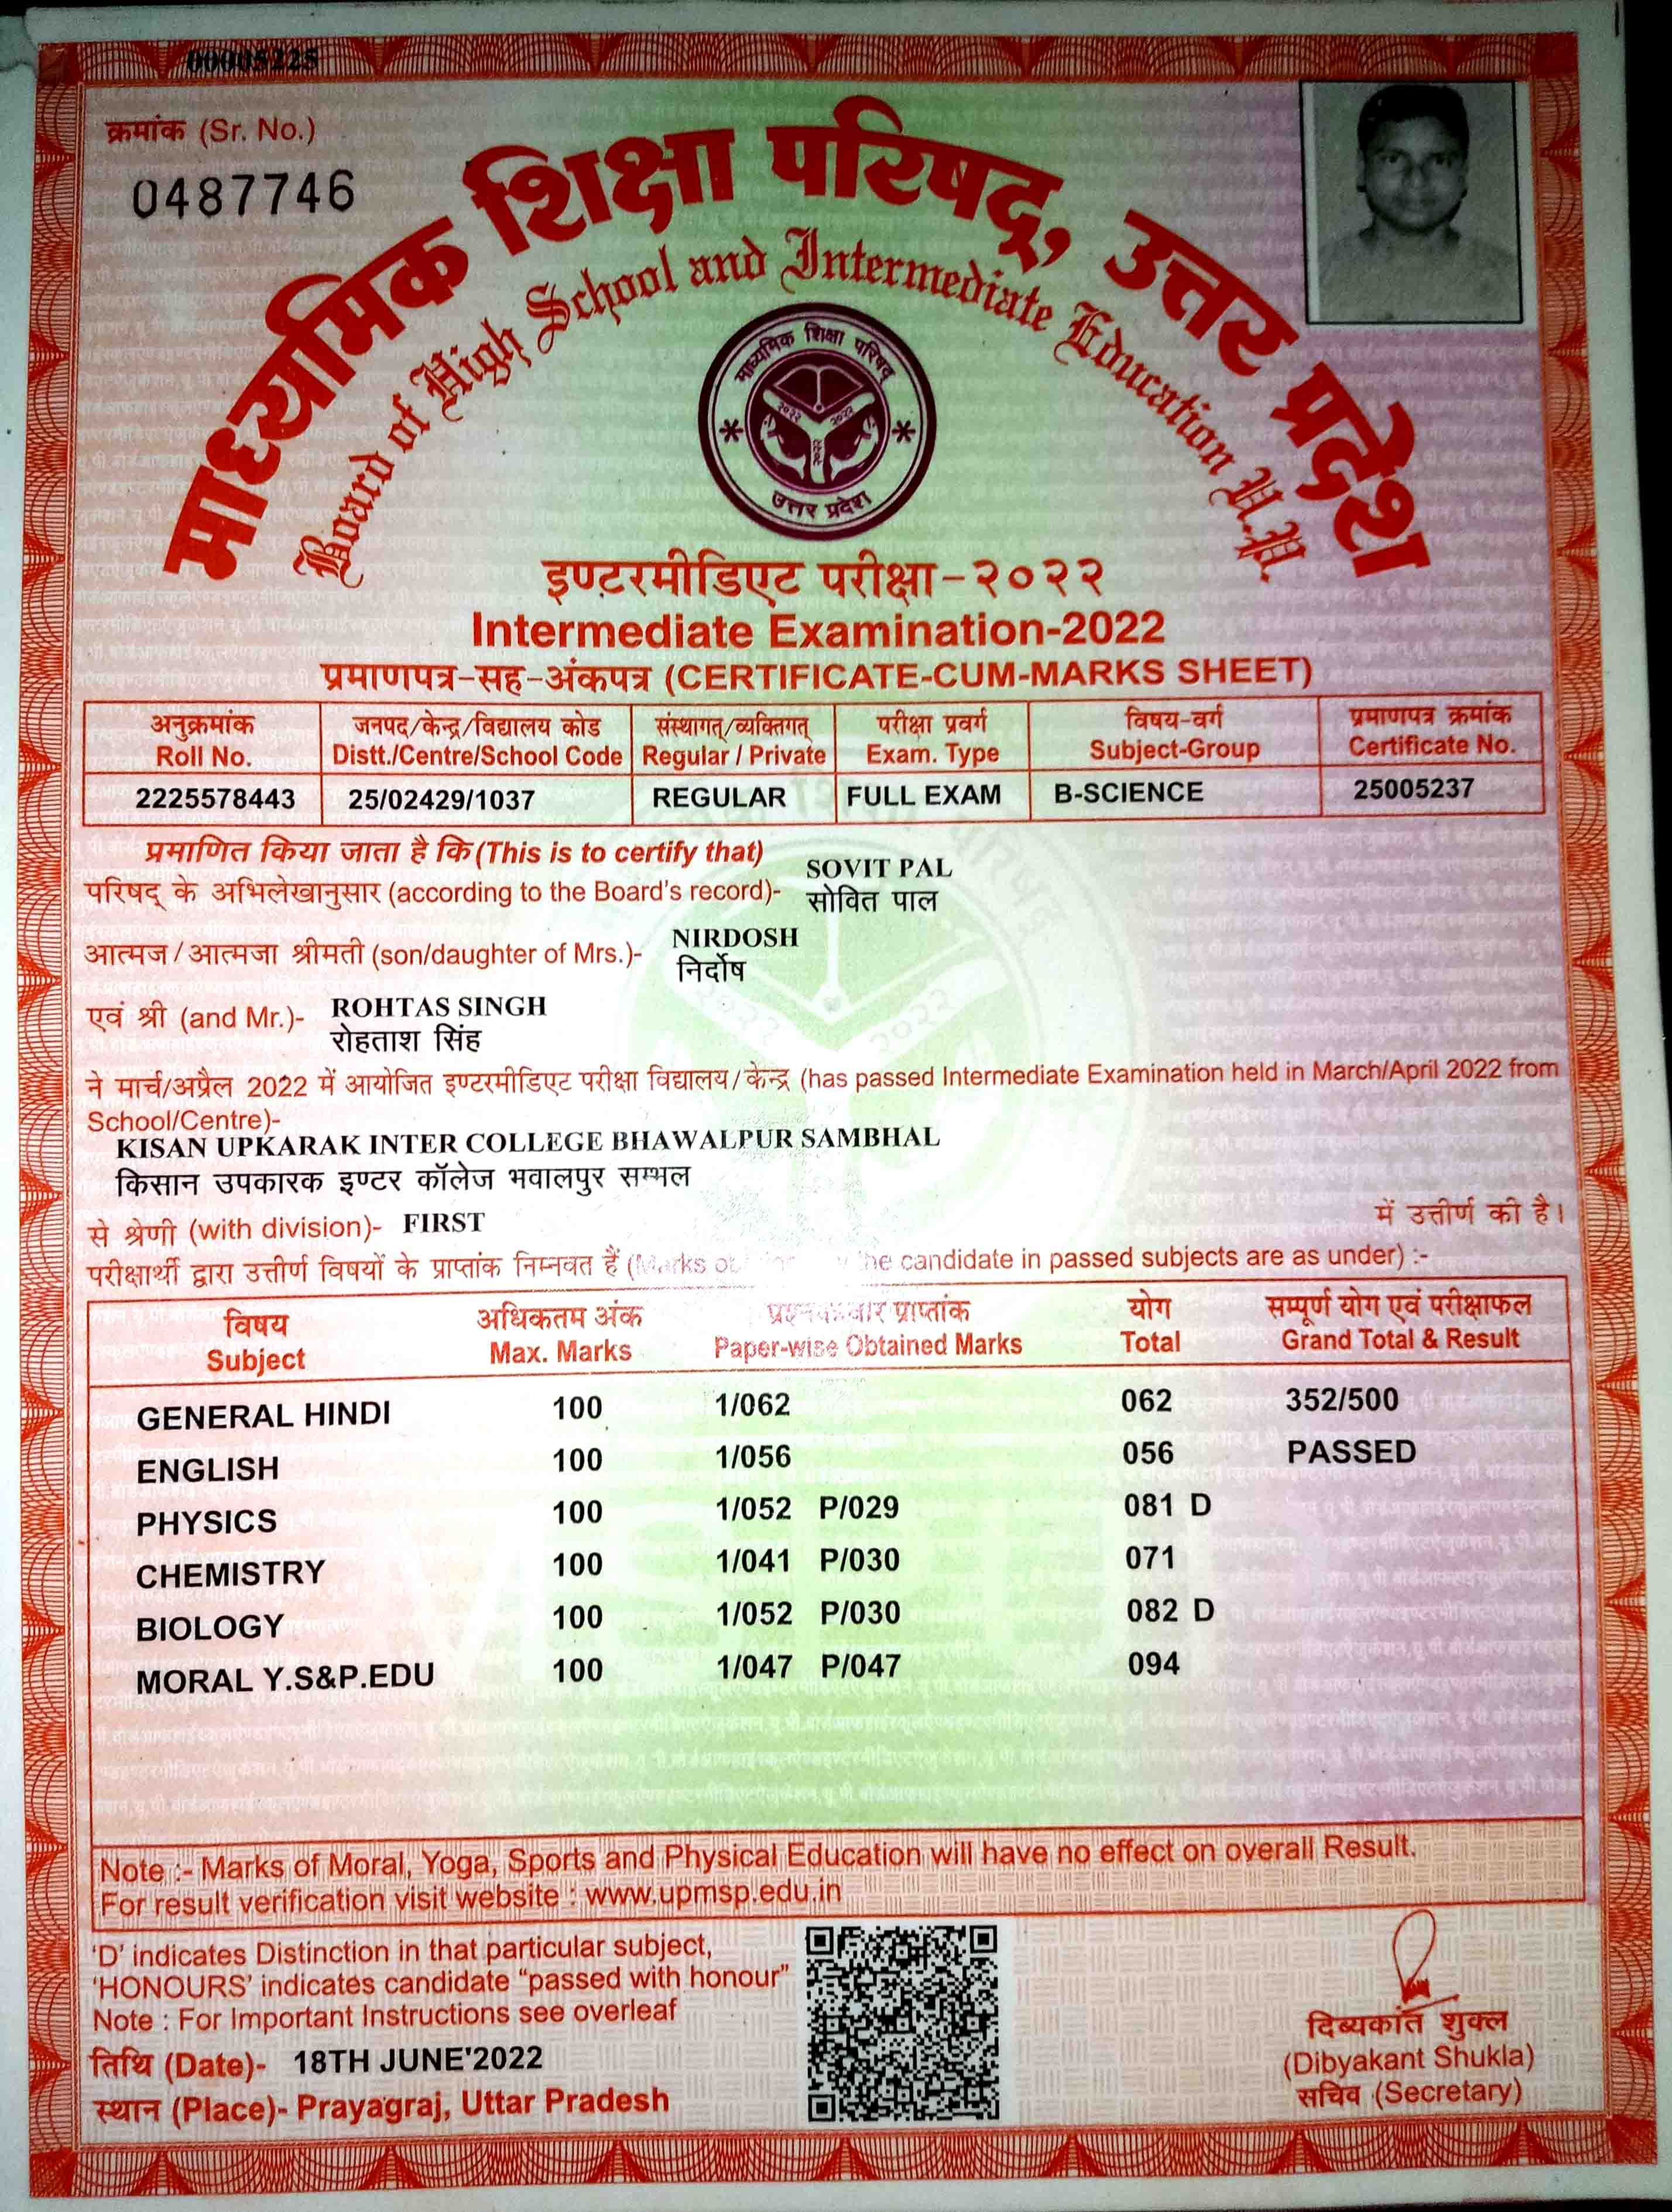 00005225
क्रमांक (Sr. No.)
0487746
माध्यमिक शिक्षा परिषद्, उत्तर प्रदेश
Board of High School and Intermediate Education U.P.
माध्यमिक शिक्षा परिषद्
२०२२ २०२२
२०२२
उत्तर प्रदेश
इण्टरमीडिएट परीक्षा-२०२२
Intermediate Examination-2022
प्रमाणपत्र-सह-अंकपत्र (CERTIFICATE-CUM-MARKS SHEET)
अनुक्रमांक जनपद/केन्द्र/विद्यालय कोड संस्थागत्/व्यक्तिगत् परीक्षा प्रवर्ग विषय-वर्ग प्रमाणपत्र क्रमांक
Roll No. Distt./Centre/School Code Regular / Private Exam. Type Subject-Group Certificate No.
2225578443 25/02429/1037 REGULAR FULL EXAM B-SCIENCE 25005237
प्रमाणित किया जाता है कि (This is to certify that)
SOVIT PAL
परिषद् के अभिलेखानुसार (according to the Board's record)- सोवित पाल
NIRDOSH
आत्मज / आत्मजा श्रीमती (son/daughter of Mrs.)- निर्दोष
ROHTAS SINGH
एवं श्री (and Mr.)- रोहताश सिंह
ने मार्च/अप्रैल 2022 में आयोजित इण्टरमीडिएट परीक्षा विद्यालय/केन्द्र (has passed Intermediate Examination held in March/April 2022 from
School/Centre)-
KISAN UPKARAK INTER COLLEGE BHAWALPUR SAMBHAL
किसान उपकारक इण्टर कॉलेज भवालपुर सम्भल
से श्रेणी (with division)- FIRST में उत्तीर्ण की है।
परीक्षार्थी द्वारा उत्तीर्ण विषयों के प्राप्तांक निम्नवत हैं (Marks candidate in passed subjects are as under) :-
विषय अधिकतम अंक प्राप्तांक योग सम्पूर्ण योग एवं परीक्षाफल
Subject Max. Marks Paper-wise Obtained Marks Total Grand Total & Result
GENERAL HINDI 100 1/062 062 352/500
ENGLISH 100 1/056 056 PASSED
PHYSICS 100 1/052 P/029 081 D
CHEMISTRY 100 1/041 P/030 071
BIOLOGY 100 1/052 P/030 082 D
MORAL Y.S&P.EDU 100 1/047 P/047 094
Note :- Marks of Moral, Yoga, Sports and Physical Education will have no effect on overall Result.
For result verification visit website : www.upmsp.edu.in
'D' indicates Distinction in that particular subject,
'HONOURS' indicates candidate "passed with honour"
Note : For Important Instructions see overleaf
तिथि (Date)- 18TH JUNE'2022
स्थान (Place)- Prayagraj, Uttar Pradesh
दिव्यकांत शुक्ल
(Dibyakant Shukla)
सचिव (Secretary)